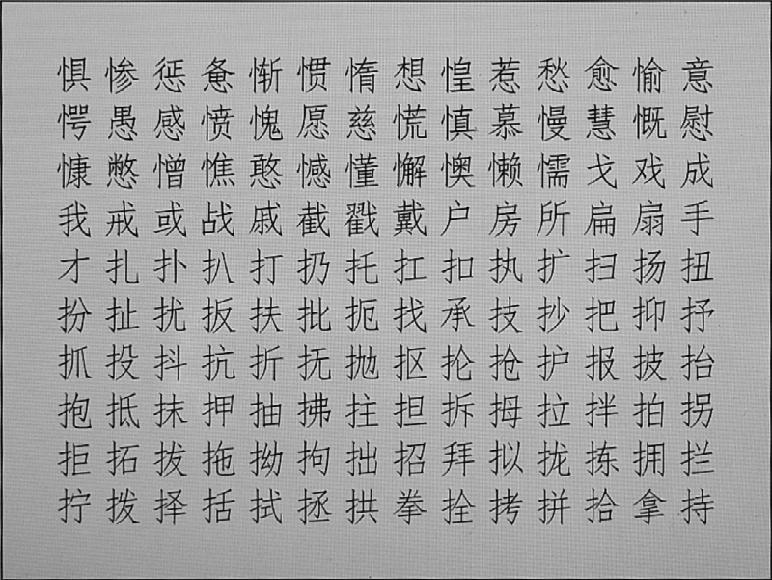 惧惨惩惫惭惯惰想惶惹愁愈愉意
愕愚感愤愧愿慈慌慎慕慢慧慨慰
慷憋憎憔憨憾懂懈懊懒懦戈戏成
我戒或战戚截戳戴户房所扁扇手
才扎扑扒打扔托扛扣执扩扫扬扭
扮扯扰扳扶批扼找承技抄把抑抒
抓投抖抗折抚抛抠抡抢护报披抬
抱抵抹押抽拂拄担拆拇拉拌拍拐
拒拓拔拖拗拘拙招拜拟拢拣拥拦
拧拨择括拭拯拱拳拴拷拼拾拿持